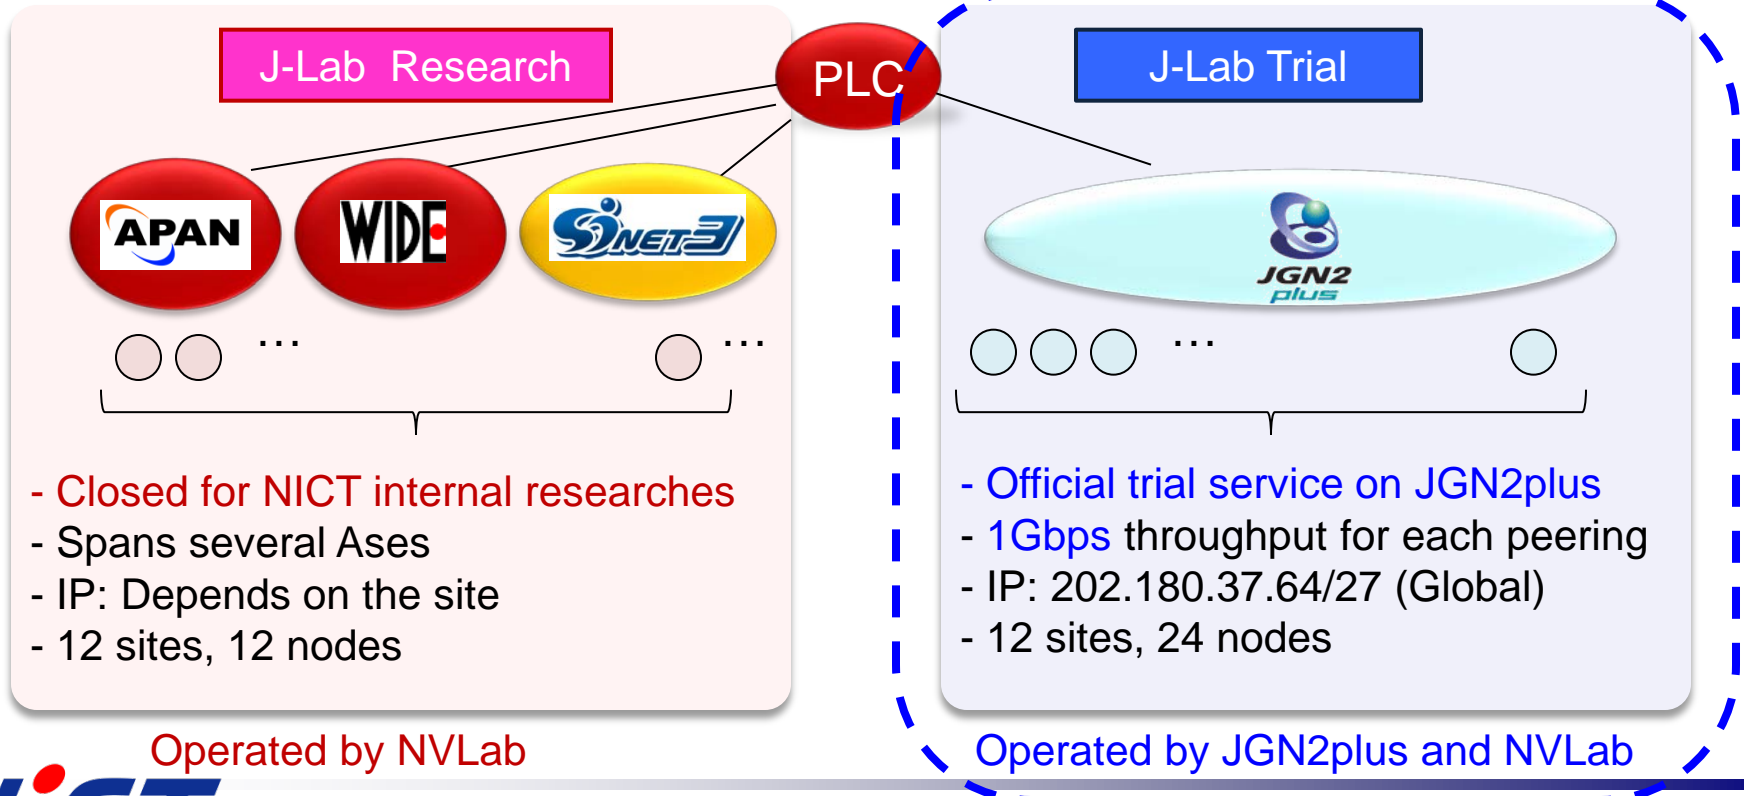 J-Lab Research
PLC
J-Lab Trial
APAN
WIDE
SINET3
JGN2
plus
...
...
...
- Closed for NICT internal researches
- Spans several Ases
- IP: Depends on the site
- 12 sites, 12 nodes
- Official trial service on JGN2plus
- 1Gbps throughput for each peering
- IP: 202.180.37.64/27 (Global)
- 12 sites, 24 nodes
Operated by NVLab
Operated by JGN2plus and NVLab